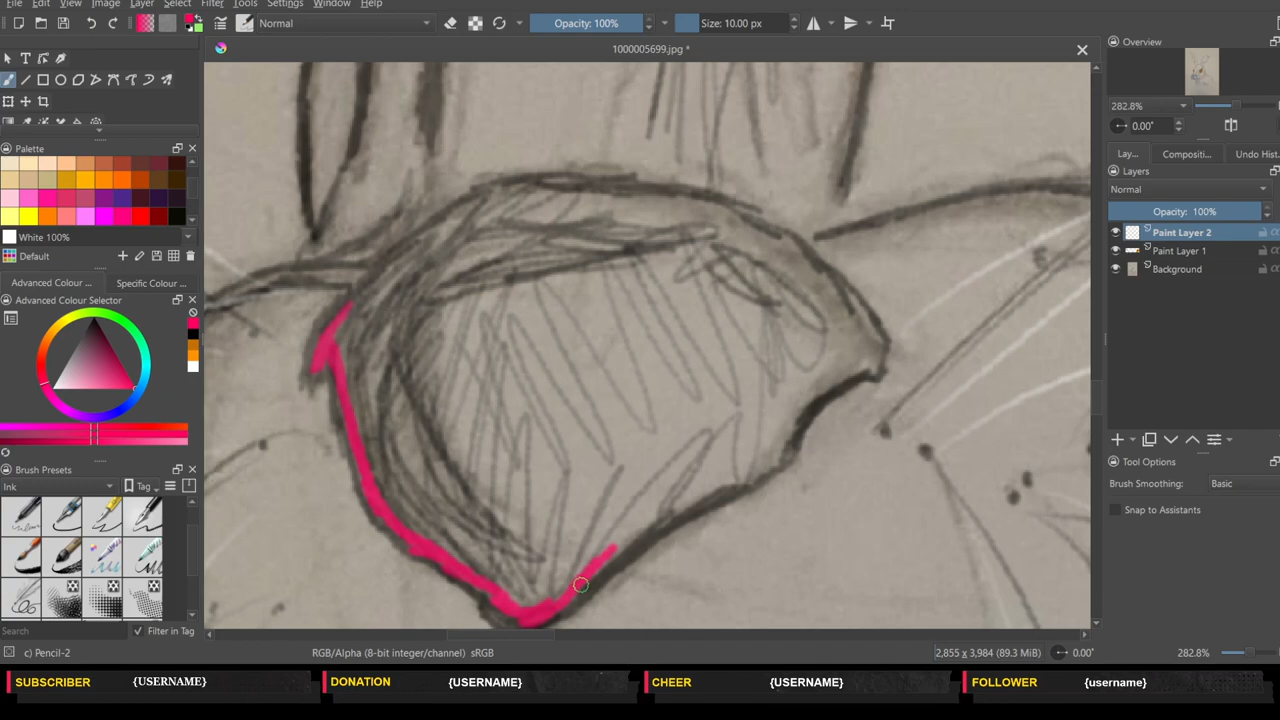 File Edit View Image Layer Select Filter Tools Settings Window Help
Normal
Opacity: 100%
Size: 10.00 px
1000005699.jpg *
Palette
White 100%
Default
Advanced Colour ...
Specific Colour ...
Advanced Colour Selector
Brush Presets
Ink
Tag
Search
Filter in Tag
c) Pencil-2
RGB/Alpha (8-bit integer/channel) sRGB
2,855 x 3,984 (89.3 MiB)
0.00°
282.8%
Overview
282.8%
0.00°
Lay...
Compositi...
Undo Hist...
Layers
Normal
Opacity: 100%
Paint Layer 2
Paint Layer 1
Background
Tool Options
Brush Smoothing:
Basic
Snap to Assistants
SUBSCRIBER {USERNAME}
DONATION {USERNAME}
CHEER {USERNAME}
FOLLOWER {username}